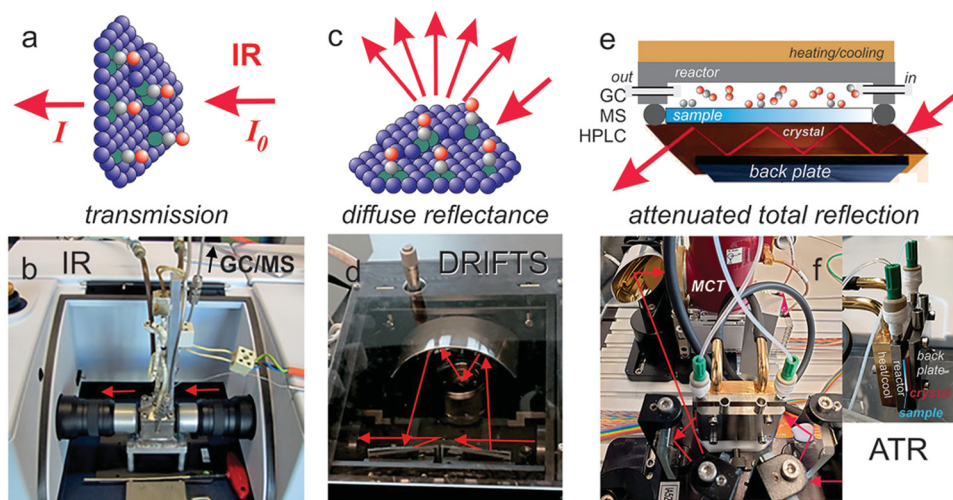 a
IR
I
I0
transmission
b
IR
GC/MS
c
diffuse reflectance
d
DRIFTS
e
heating/cooling
reactor
out
in
GC
MS
HPLC
sample
crystal
back plate
attenuated total reflection
f
MCT
back
plate
reactor
heat/cool
crystal
sample
ATR